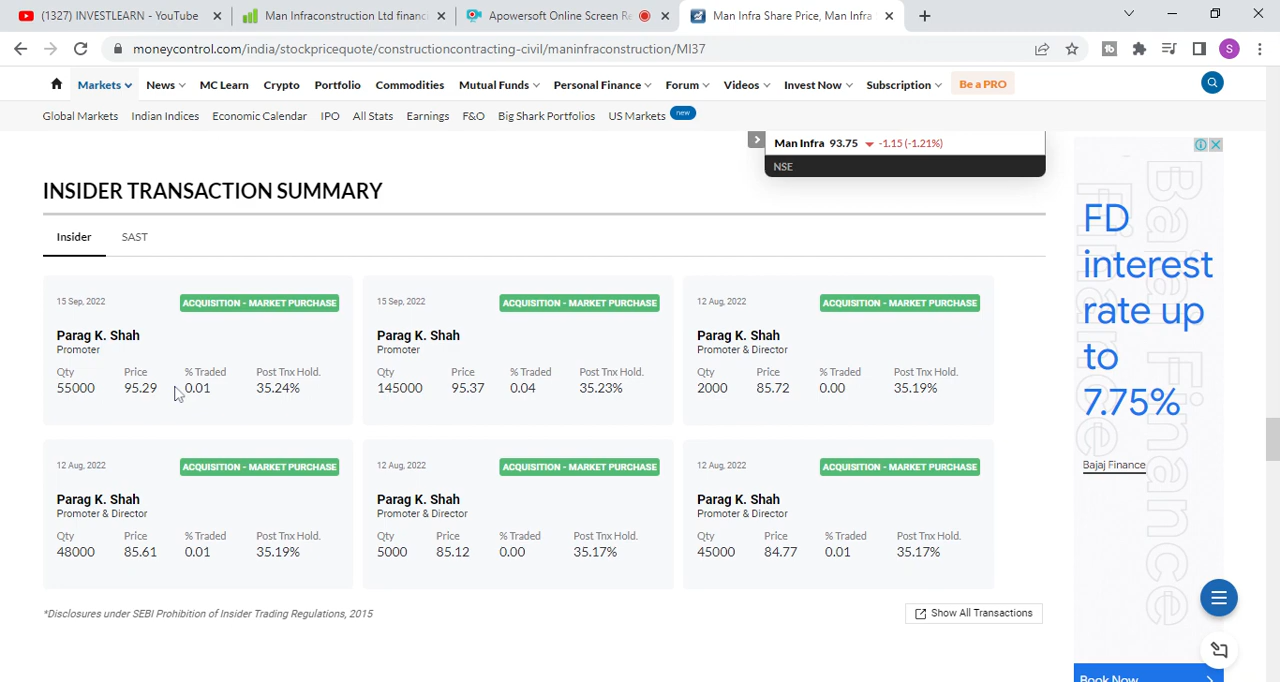 (1327) INVESTLEARN - YouTube
Man Infraconstruction Ltd financi
Apowersoft Online Screen Re
Man Infra Share Price, Man Infra
moneycontrol.com/india/stockpricequote/constructioncontracting-civil/maninfraconstruction/MI37
S
Markets News MC Learn Crypto Portfolio Commodities Mutual Funds Personal Finance Forum Videos Invest Now Subscription Be a PRO
Global Markets Indian Indices Economic Calendar IPO All Stats Earnings F&O Big Shark Portfolios US Markets new
Man Infra 93.75 -1.15 (-1.21%)
NSE
INSIDER TRANSACTION SUMMARY
Insider SAST
15 Sep, 2022 ACQUISITION - MARKET PURCHASE
Parag K. Shah
Promoter
Qty Price % Traded Post Tnx Hold.
55000 95.29 0.01 35.24%
15 Sep, 2022 ACQUISITION - MARKET PURCHASE
Parag K. Shah
Promoter
Qty Price % Traded Post Tnx Hold.
145000 95.37 0.04 35.23%
12 Aug, 2022 ACQUISITION - MARKET PURCHASE
Parag K. Shah
Promoter & Director
Qty Price % Traded Post Tnx Hold.
2000 85.72 0.00 35.19%
12 Aug, 2022 ACQUISITION - MARKET PURCHASE
Parag K. Shah
Promoter & Director
Qty Price % Traded Post Tnx Hold.
48000 85.61 0.01 35.19%
12 Aug, 2022 ACQUISITION - MARKET PURCHASE
Parag K. Shah
Promoter & Director
Qty Price % Traded Post Tnx Hold.
5000 85.12 0.00 35.17%
12 Aug, 2022 ACQUISITION - MARKET PURCHASE
Parag K. Shah
Promoter & Director
Qty Price % Traded Post Tnx Hold.
45000 84.77 0.01 35.17%
*Disclosures under SEBI Prohibition of Insider Trading Regulations, 2015
Show All Transactions
FD
interest
rate up
to
7.75%
Bajaj Finance
Bajaj Finance
Book Now